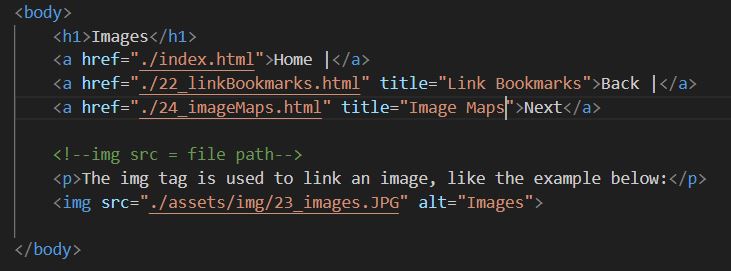 <body>
<h1>Images</h1>
<a href="./index.html">Home |</a>
<a href="./22_linkBookmarks.html" title="Link Bookmarks">Back |</a>
<a href="./24_imageMaps.html" title="Image Maps">Next</a>
<!--img src = file path-->
<p>The img tag is used to link an image, like the example below:</p>
<img src="./assets/img/23_images.JPG" alt="Images">
</body>